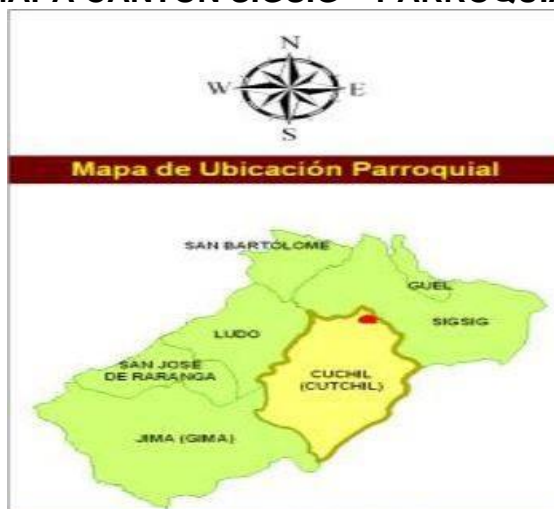 N
W E
S
Mapa de Ubicación Parroquial
SAN BARTOLOME
GUEL
LUDO
SIGSIG
SAN JOSE
DE RARANGA
CUCHIL
(CUTCHIL)
JIMA (GIMA)